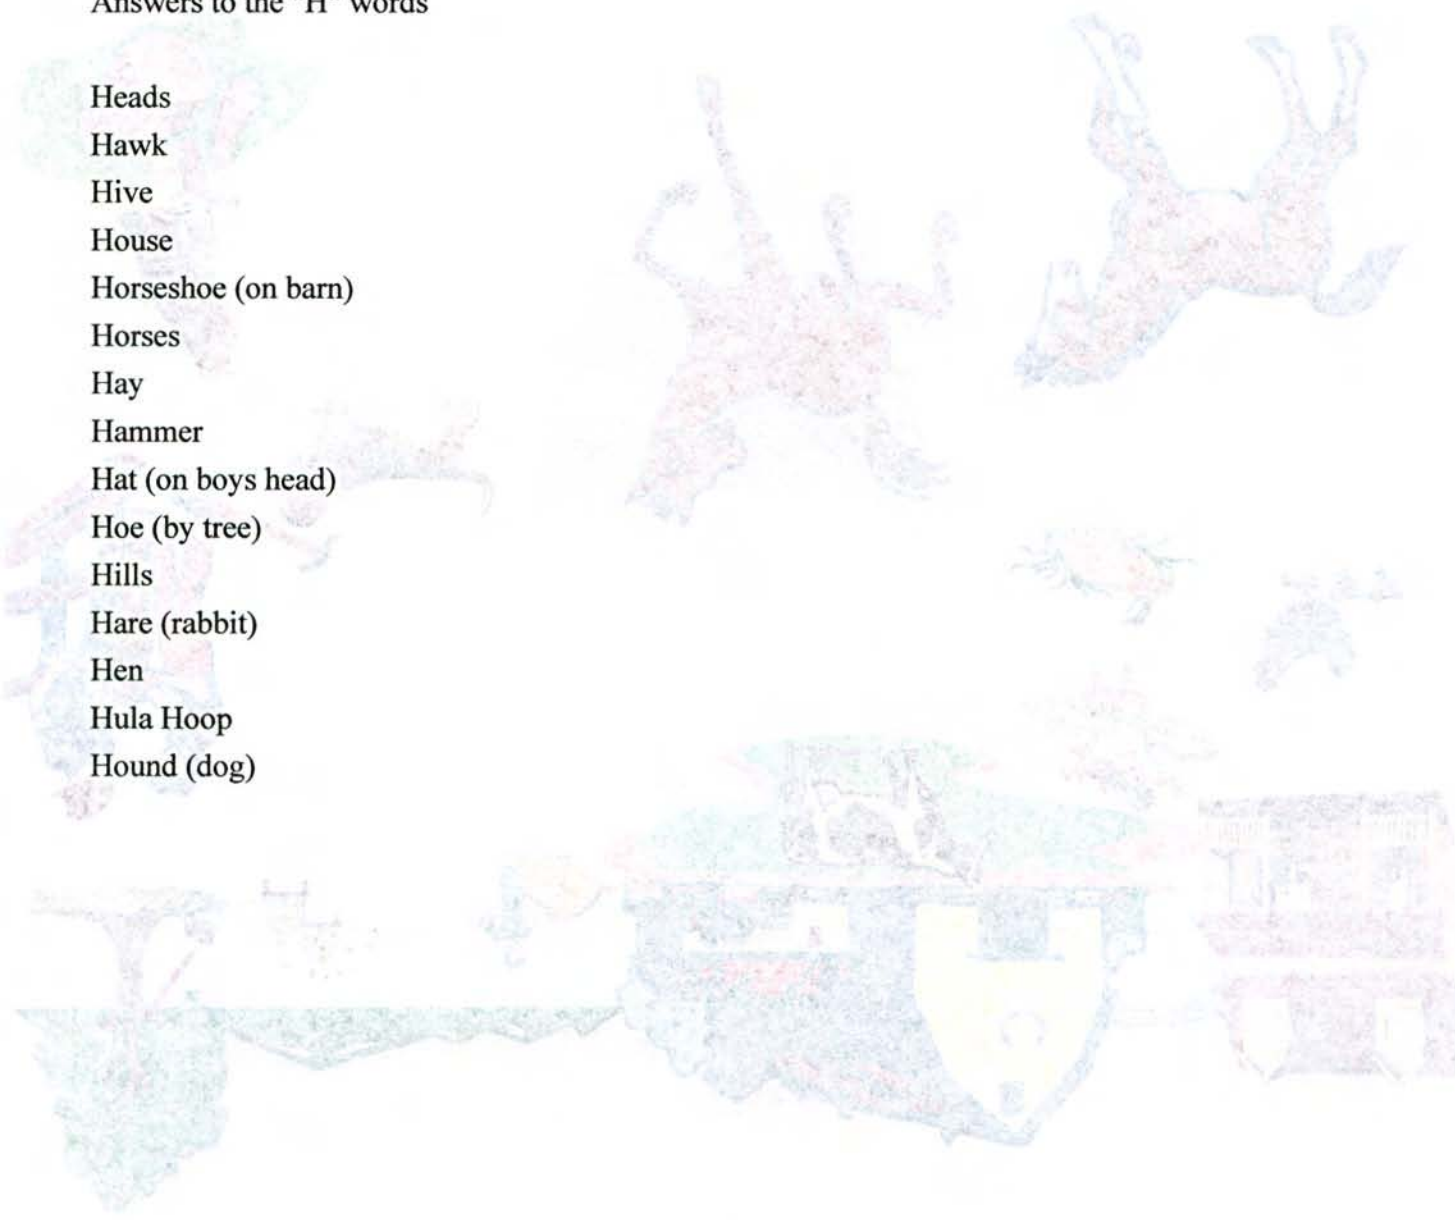 Answers to the "H" words
Heads
Hawk
Hive
House
Horseshoe (on barn)
Horses
Hay
Hammer
Hat (on boys head)
Hoe (by tree)
Hills
Hare (rabbit)
Hen
Hula Hoop
Hound (dog)